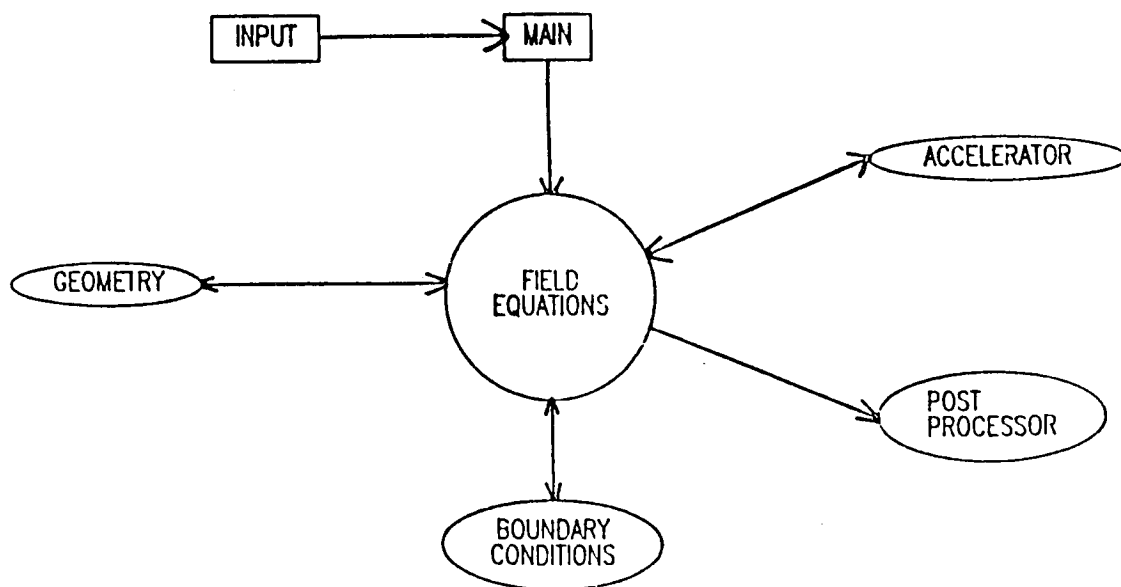 INPUT
MAIN
ACCELERATOR
GEOMETRY
FIELD
EQUATIONS
POST
PROCESSOR
BOUNDARY
CONDITIONS